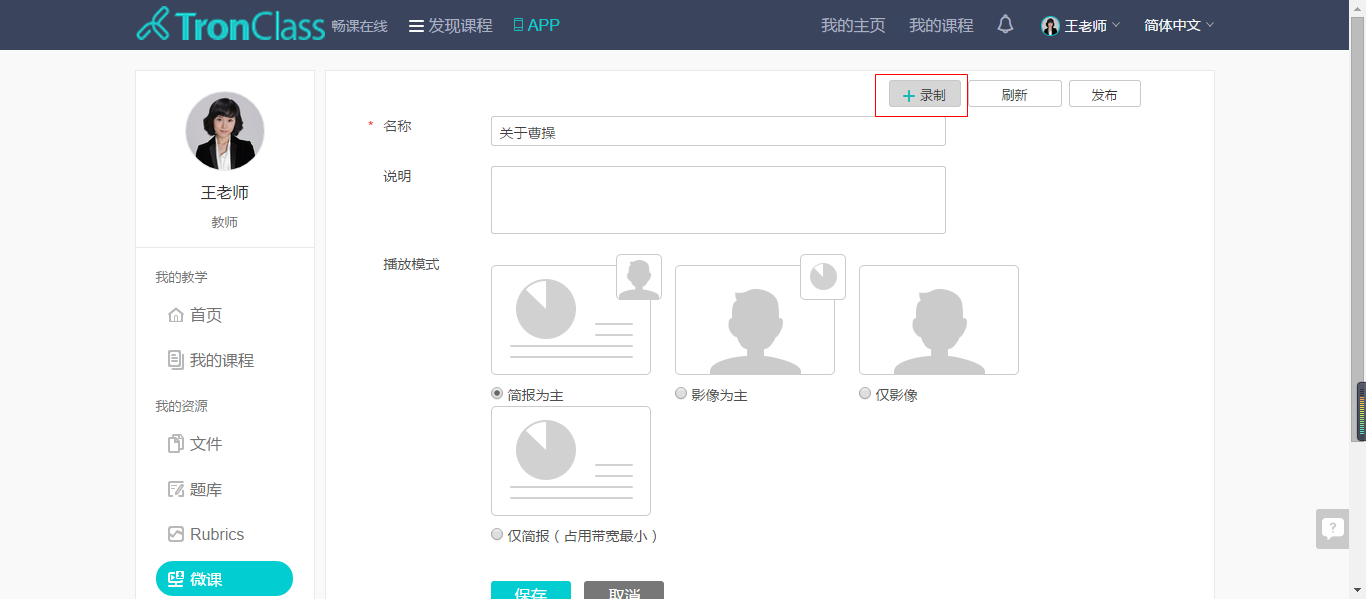 TronClass 畅课在线 发现课程 APP 我的主页 我的课程 王老师 简体中文
王老师
教师
我的教学
首页
我的课程
我的资源
文件
题库
Rubrics
微课
+ 录制 刷新 发布
* 名称 关于曹操
说明
播放模式
简报为主 影像为主 仅影像
仅简报（占用带宽最小）
保存 取消
?